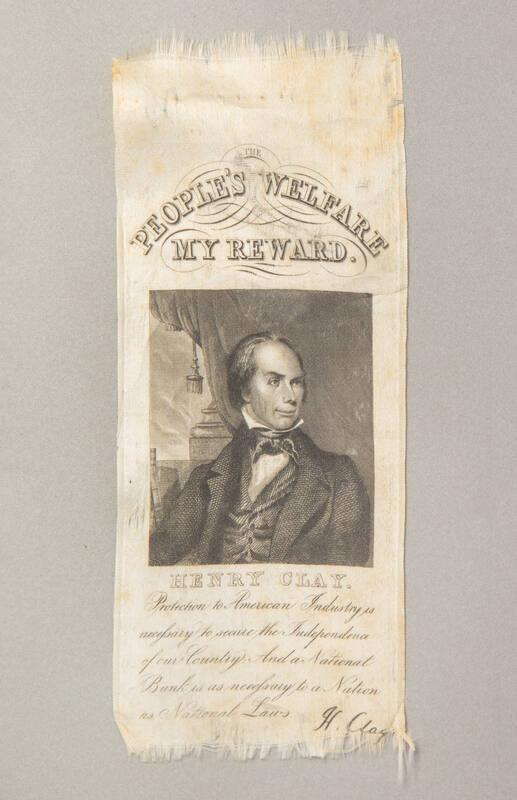 THE
PEOPLE'S WELFARE
MY REWARD.
HENRY CLAY.
Protection to American Industry is
neceſsary to secure the Independence
of our Country. And a National
Bank is as neceſsary to a Nation
as National Laws
H. Clay